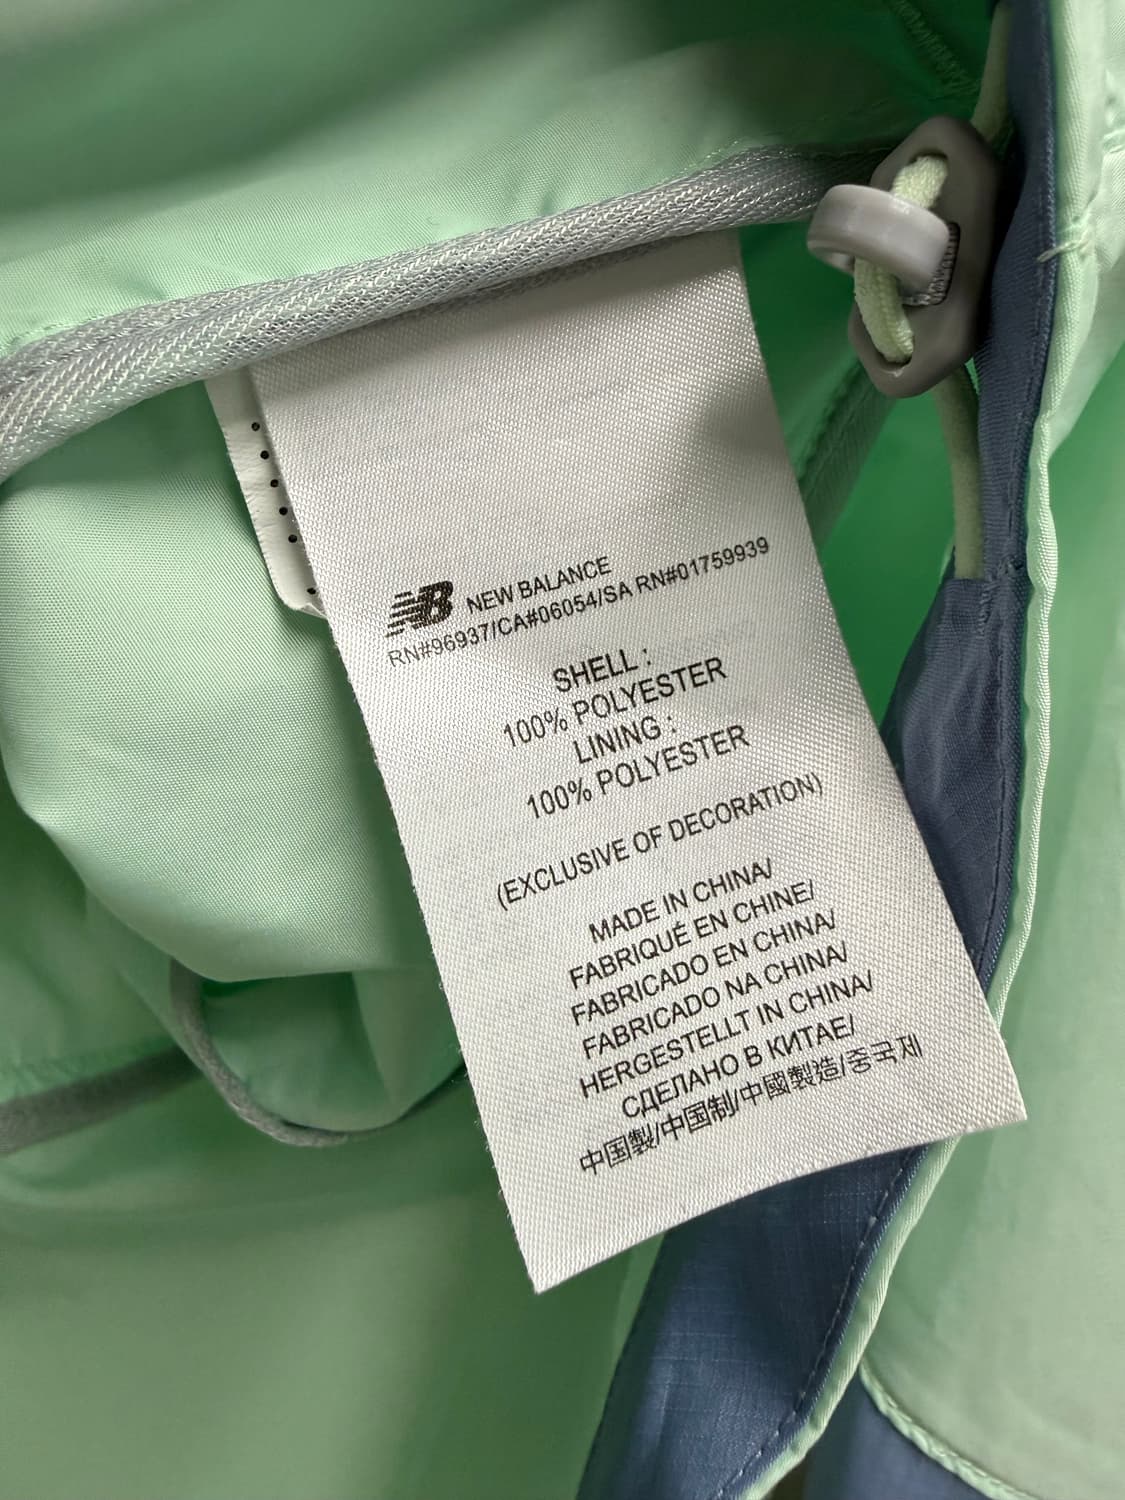 NB NEW BALANCE
RN#96937/CA#06054/SA RN#01759939
SHELL :
100% POLYESTER
LINING :
100% POLYESTER
(EXCLUSIVE OF DECORATION)
MADE IN CHINA/
FABRIQUÉ EN CHINE/
FABRICADO EN CHINA/
FABRICADO NA CHINA/
HERGESTELLT IN CHINA/
СДЕЛАНО В КИТАЕ/
中国製/中国制/中國製造/중국제